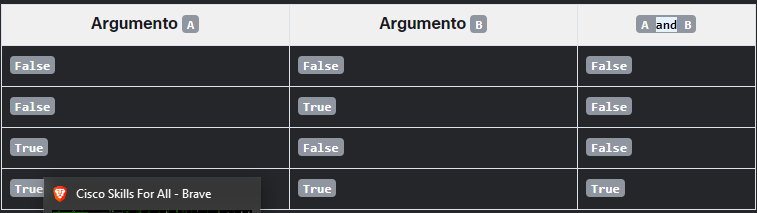 Argumento A Argumento B A and B
False False False
False True False
True False False
True True True
Cisco Skills For All - Brave